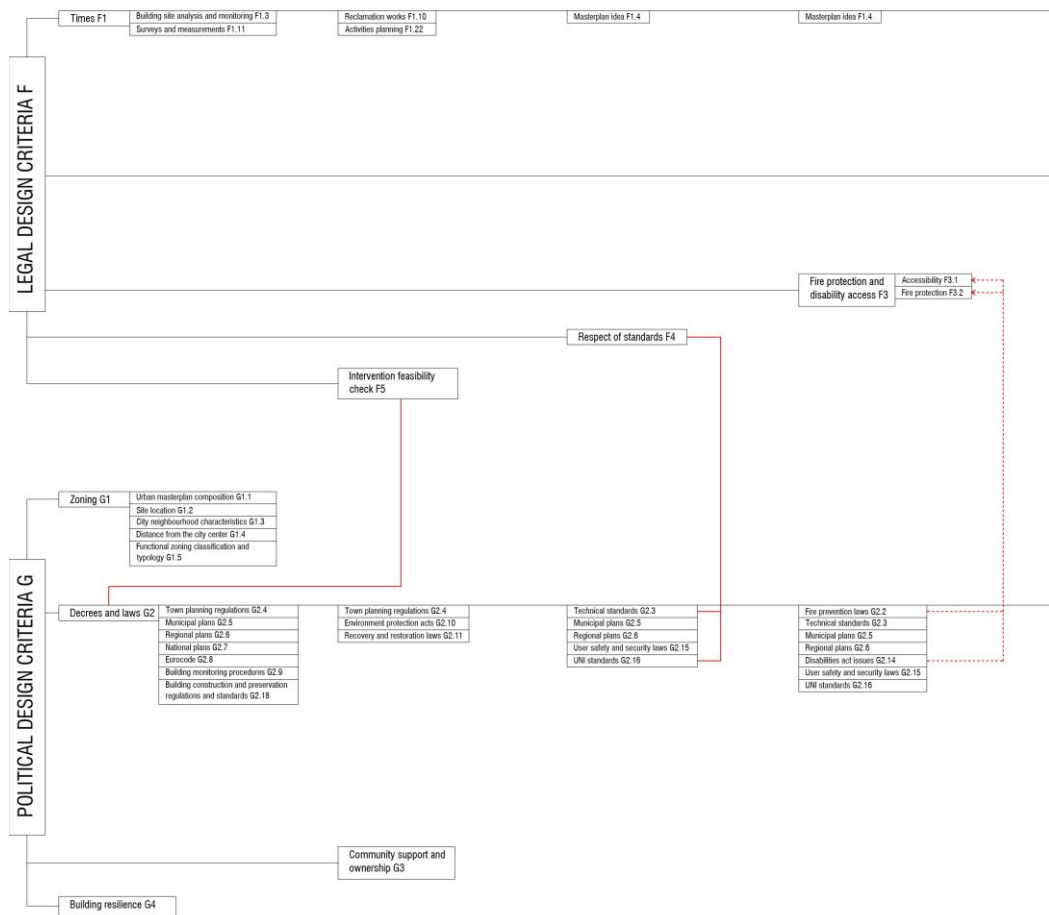 Times F1
Building site analysis and monitoring F1.3
Surveys and measurements F1.11
Reclamation works F1.10
Activities planning F1.22
Masterplan idea F1.4
Masterplan idea F1.4
LEGAL DESIGN CRITERIA F
Fire protection and
disability access F3
Accessibility F3.1
Fire protection F3.2
Respect of standards F4
Intervention feasibility
check F5
Zoning G1
Urban masterplan composition G1.1
Site location G1.2
City neighbourhood characteristics G1.3
Distance from the city center G1.4
Functional zoning classification and
typology G1.5
POLITICAL DESIGN CRITERIA G
Decrees and laws G2
Town planning regulations G2.4
Municipal plans G2.5
Regional plans G2.6
National plans G2.7
Eurocode G2.8
Building monitoring procedures G2.9
Building construction and preservation
regulations and standards G2.18
Town planning regulations G2.4
Environment protection acts G2.10
Recovery and restoration laws G2.11
Technical standards G2.3
Municipal plans G2.5
Regional plans G2.6
User safety and security laws G2.15
UNI standards G2.16
Fire prevention laws G2.2
Technical standards G2.3
Municipal plans G2.5
Regional plans G2.6
Disabilities act issues G2.14
User safety and security laws G2.15
UNI standards G2.16
Community support and
ownership G3
Building resilience G4